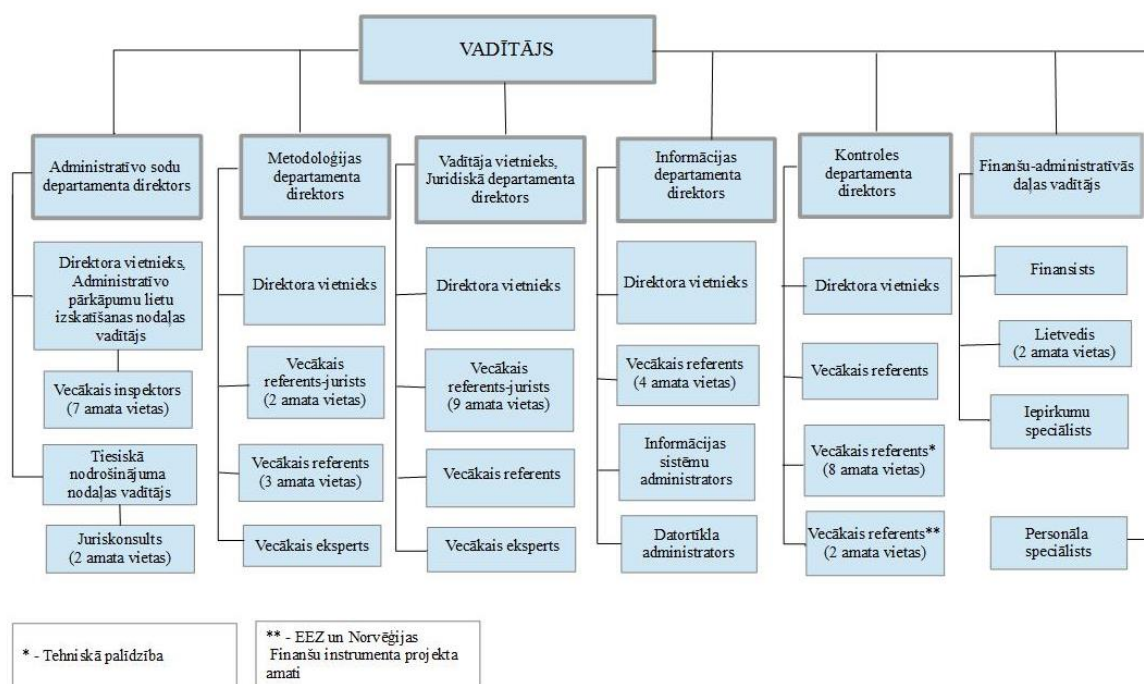 VADĪTĀJS
Administratīvo sodu
departamenta direktors
Direktora vietnieks,
Administratīvo
pārkāpumu lietu
izskatīšanas nodaļas
vadītājs
Vecākais inspektors
(7 amata vietas)
Tiesiskā
nodrošinājuma
nodaļas vadītājs
Juriskonsults
(2 amata vietas)
Metodoloģijas
departamenta
direktors
Direktora vietnieks
Vecākais
referents-jurists
(2 amata vietas)
Vecākais referents
(3 amata vietas)
Vecākais eksperts
Vadītāja vietnieks,
Juridiskā departamenta
direktors
Direktora vietnieks
Vecākais
referents-jurists
(9 amata vietas)
Vecākais referents
Vecākais eksperts
Informācijas
departamenta
direktors
Direktora vietnieks
Vecākais referents
(4 amata vietas)
Informācijas
sistēmu
administrators
Datortīkla
administrators
Kontroles
departamenta
direktors
Direktora vietnieks
Vecākais referents
Vecākais referents*
(8 amata vietas)
Vecākais referents**
(2 amata vietas)
Finanšu-administratīvās
daļas vadītājs
Finansists
Lietvedis
(2 amata vietas)
Iepirkumu
speciālists
Personāla
speciālists
* - Tehniskā palīdzība
** - EEZ un Norvēģijas
Finanšu instrumenta projekta
amati